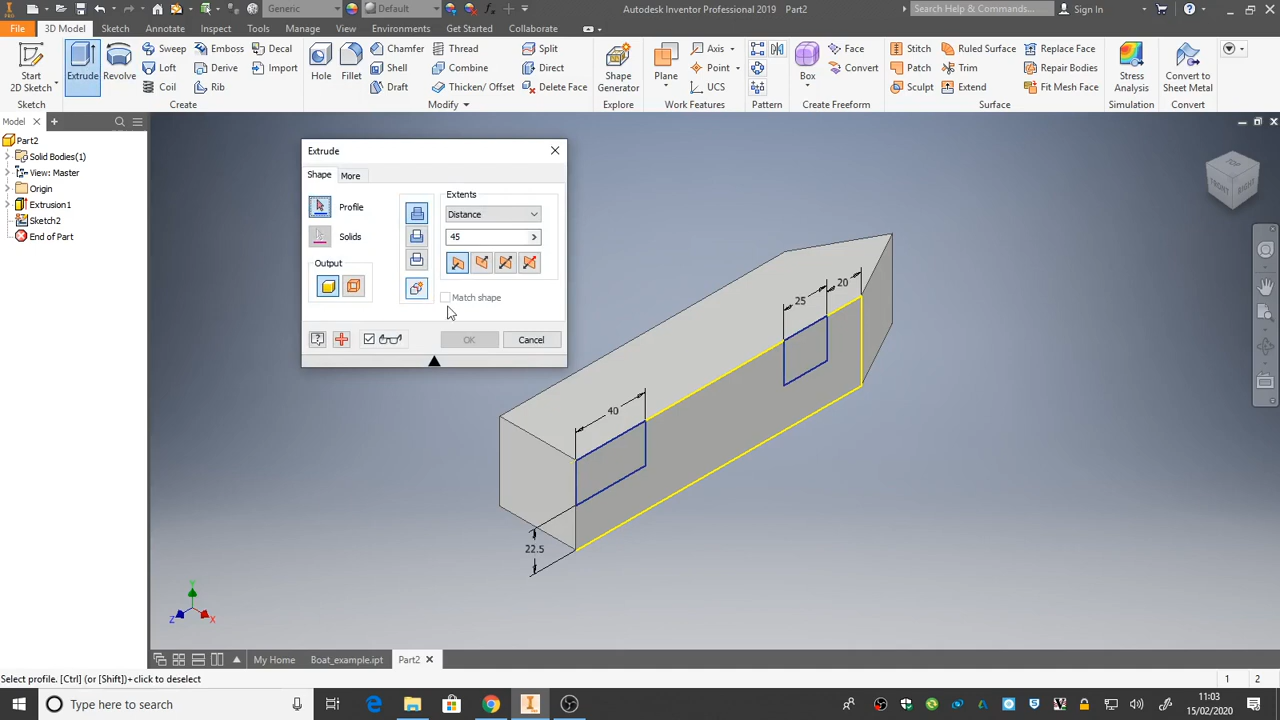 Generic
Default
Autodesk Inventor Professional 2019 Part2
Search Help & Commands...
Sign In
File 3D Model Sketch Annotate Inspect Tools Manage View Environments Get Started Collaborate
Start
2D Sketch
Sketch
Extrude Revolve
Sweep Emboss Decal
Loft Derive Import
Coil Rib
Create
Hole Fillet
Chamfer Thread Split
Shell Combine Direct
Draft Thicken/ Offset Delete Face
Modify
Shape
Generator
Explore
Plane
Axis
Point
UCS
Work Features
Pattern
Box
Face
Convert
Create Freeform
Stitch Ruled Surface Replace Face
Patch Trim Repair Bodies
Sculpt Extend Fit Mesh Face
Surface
Stress
Analysis
Simulation
Convert to
Sheet Metal
Convert
Model
Part2
Solid Bodies(1)
View: Master
Origin
Extrusion1
Sketch2
End of Part
Extrude
Shape More
Profile
Solids
Output
Extents
Distance
45
Match shape
OK Cancel
TOP
FRONT RIGHT
20
25
40
22.5
Y
Z X
My Home Boat_example.ipt Part2
Select profile. [Ctrl] (or [Shift])+click to deselect
1 2
Type here to search
11:03
15/02/2020